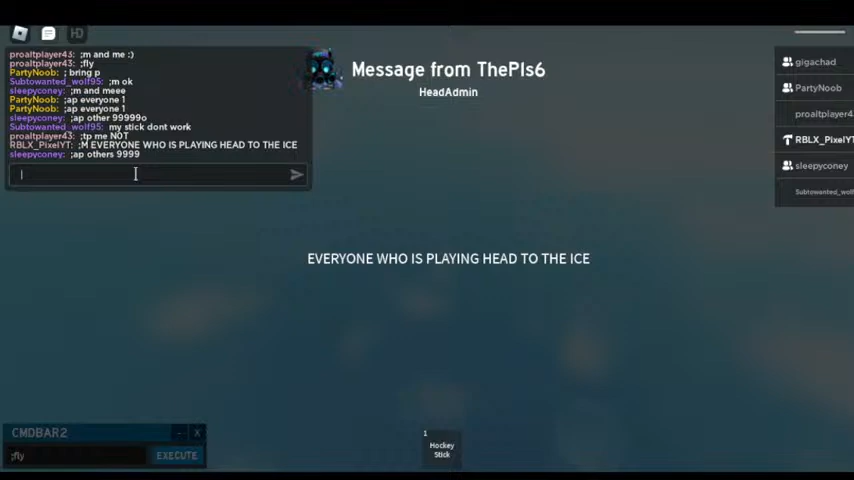 HD
proaltplayer43: ;m and me :)
proaltplayer43: ;fly
PartyNoob: ; bring p
Subtowanted_wolf95: ;m ok
sleepyconey: ;m and meee
PartyNoob: ;ap everyone 1
PartyNoob: ;ap everyone 1
sleepyconey: ;ap other 99999o
Subtowanted_wolf95: my stick dont work
proaltplayer43: ;tp me NOT
RBLX_PixelYT: ;M EVERYONE WHO IS PLAYING HEAD TO THE ICE
sleepyconey: ;ap others 9999
Message from ThePIs6
HeadAdmin
EVERYONE WHO IS PLAYING HEAD TO THE ICE
gigachad
PartyNoob
proaltplayer4
RBLX_PixelYT
sleepyconey
Subtowanted_wolf
CMDBAR2
- X
;fly
EXECUTE
1
Hockey
Stick